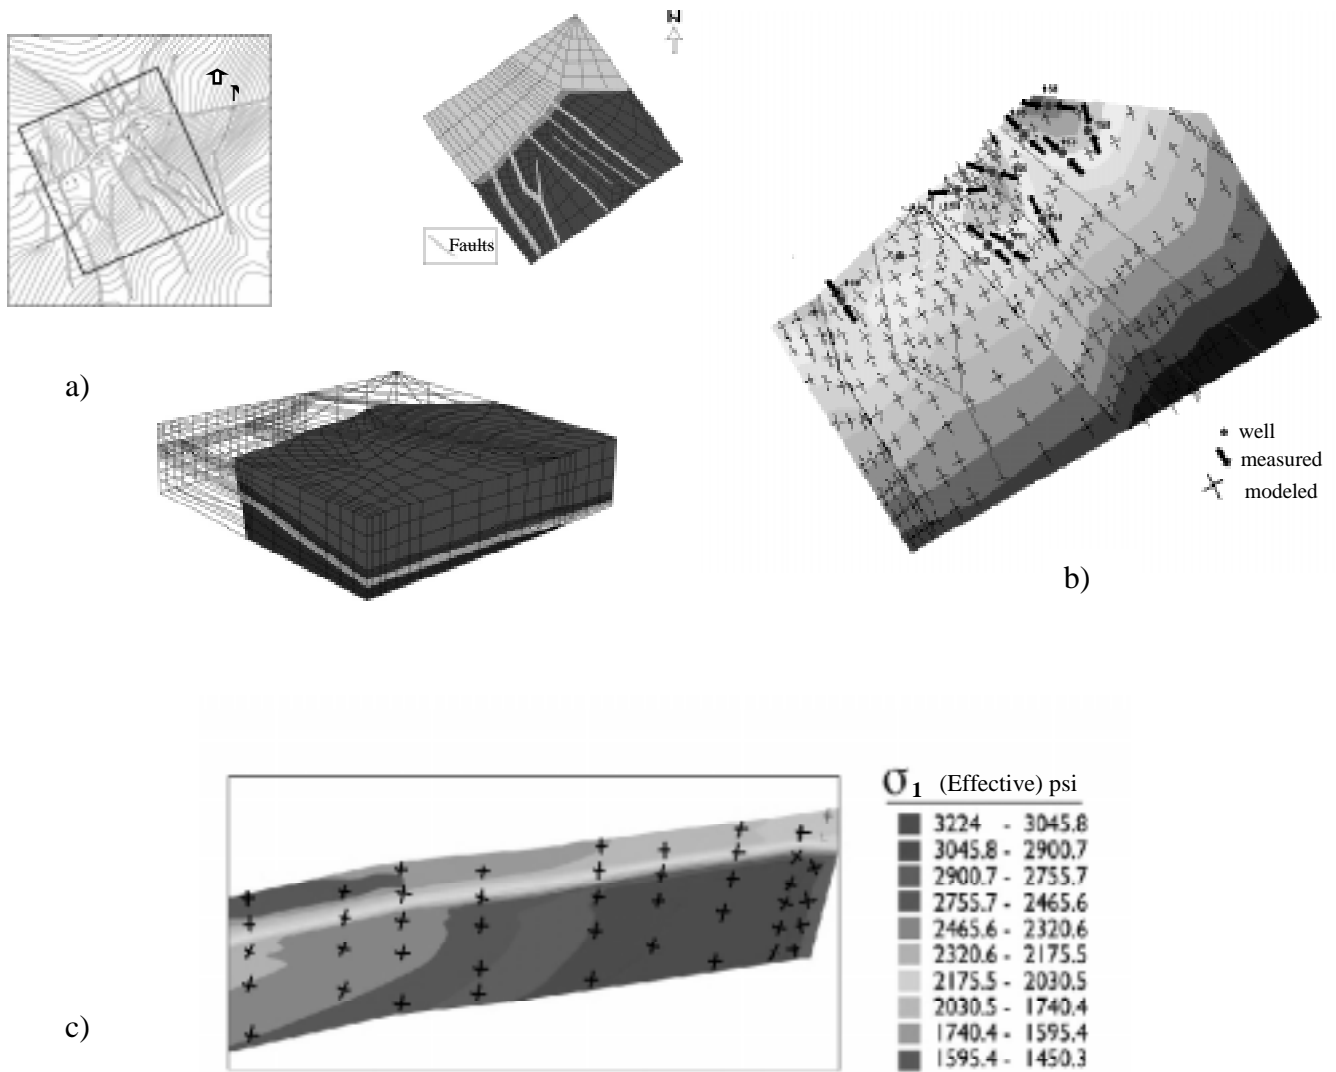 N
Faults
a)
well
measured
modeled
b)
σ1 (Effective) psi
3224 - 3045.8
3045.8 - 2900.7
2900.7 - 2755.7
2755.7 - 2465.6
2465.6 - 2320.6
2320.6 - 2175.5
2175.5 - 2030.5
2030.5 - 1740.4
1740.4 - 1595.4
1595.4 - 1450.3
c)